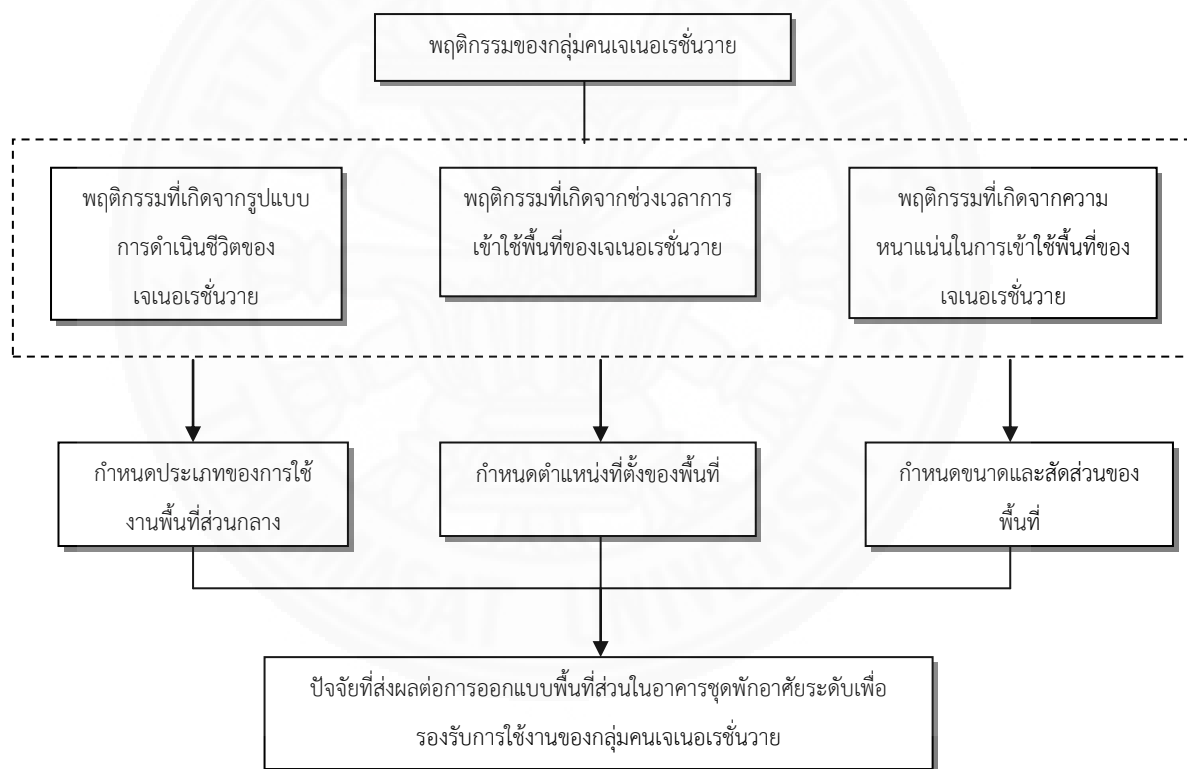 พฤติกรรมของกลุ่มคนเจเนอเรชั่นวาย
พฤติกรรมที่เกิดจากรูปแบบ
การดำเนินชีวิตของ
เจเนอเรชั่นวาย
พฤติกรรมที่เกิดจากช่วงเวลาการ
เข้าใช้พื้นที่ของเจเนอเรชั่นวาย
พฤติกรรมที่เกิดจากความ
หนาแน่นในการเข้าใช้พื้นที่ของ
เจเนอเรชั่นวาย
กำหนดประเภทของการใช้
งานพื้นที่ส่วนกลาง
กำหนดตำแหน่งที่ตั้งของพื้นที่
กำหนดขนาดและสัดส่วนของ
พื้นที่
ปัจจัยที่ส่งผลต่อการออกแบบพื้นที่ส่วนในอาคารชุดพักอาศัยระดับเพื่อ
รองรับการใช้งานของกลุ่มคนเจเนอเรชั่นวาย